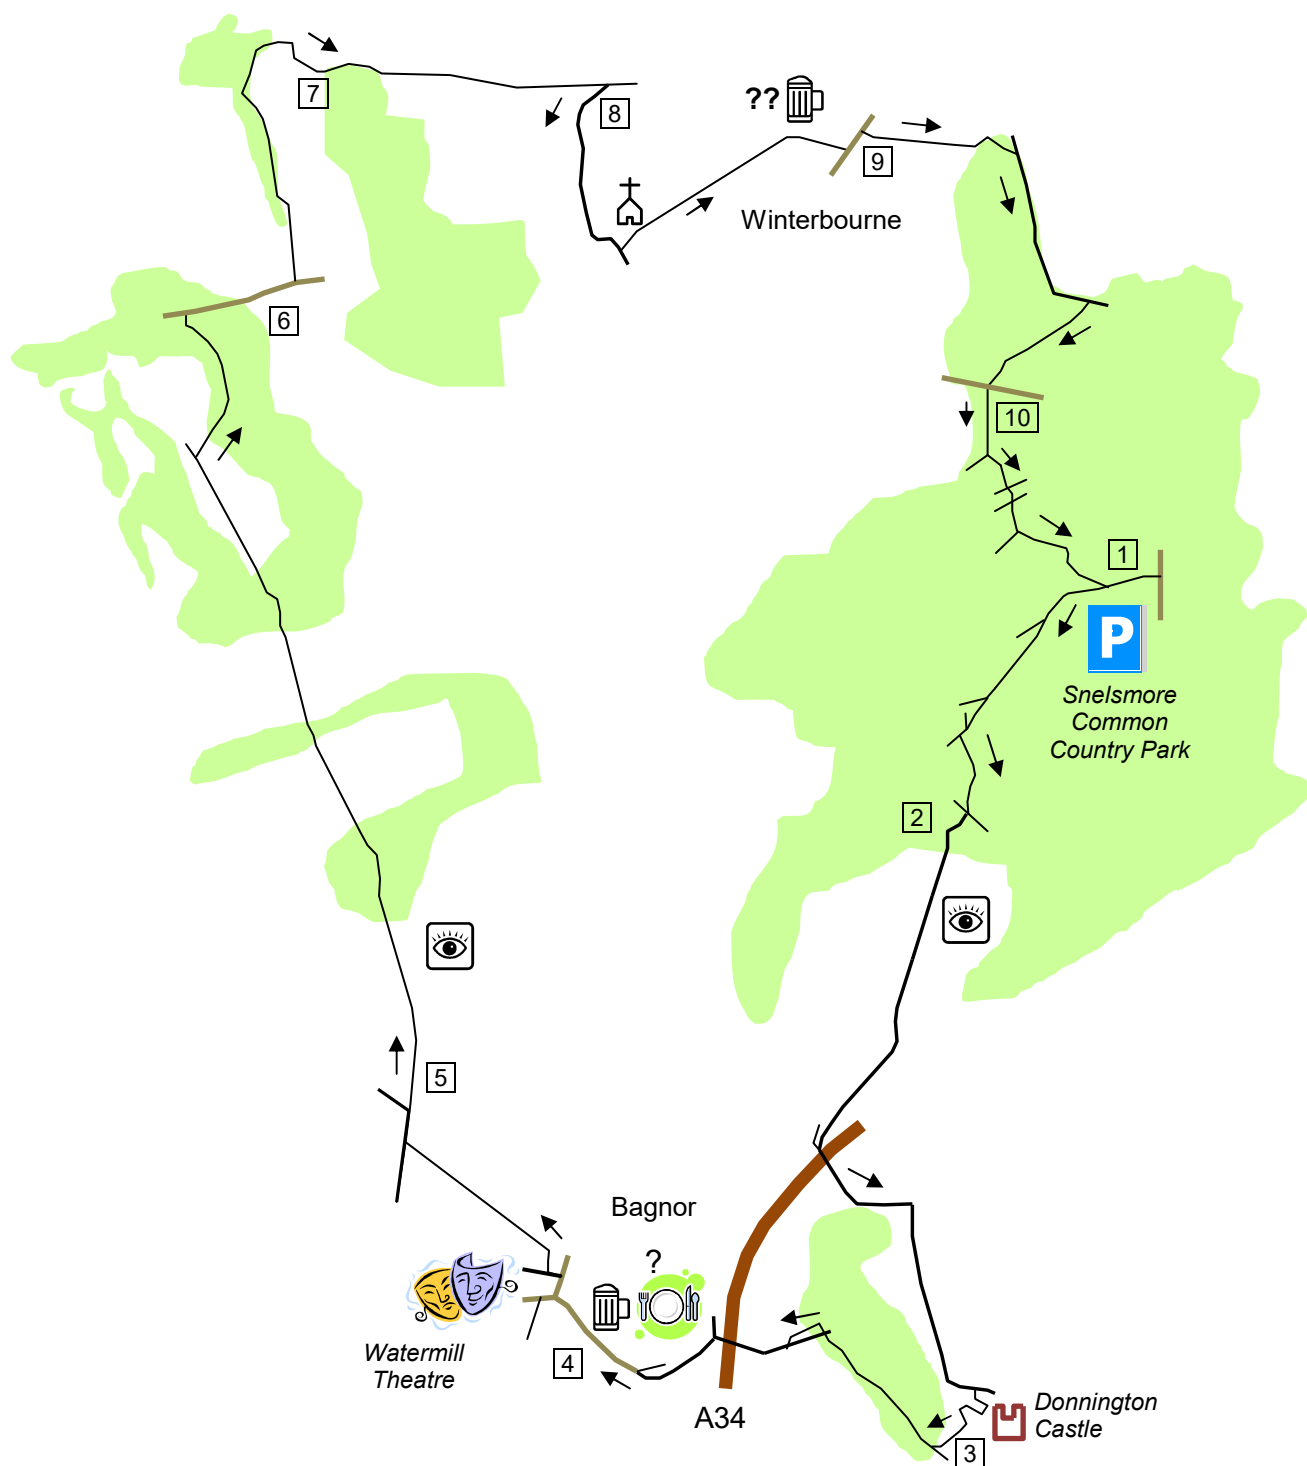 7
8
??
9
Winterbourne
6
10
1
P
Snelsmore
Common
Country Park
2
5
Bagnor
?
Watermill
Theatre
4
A34
Donnington
Castle
3